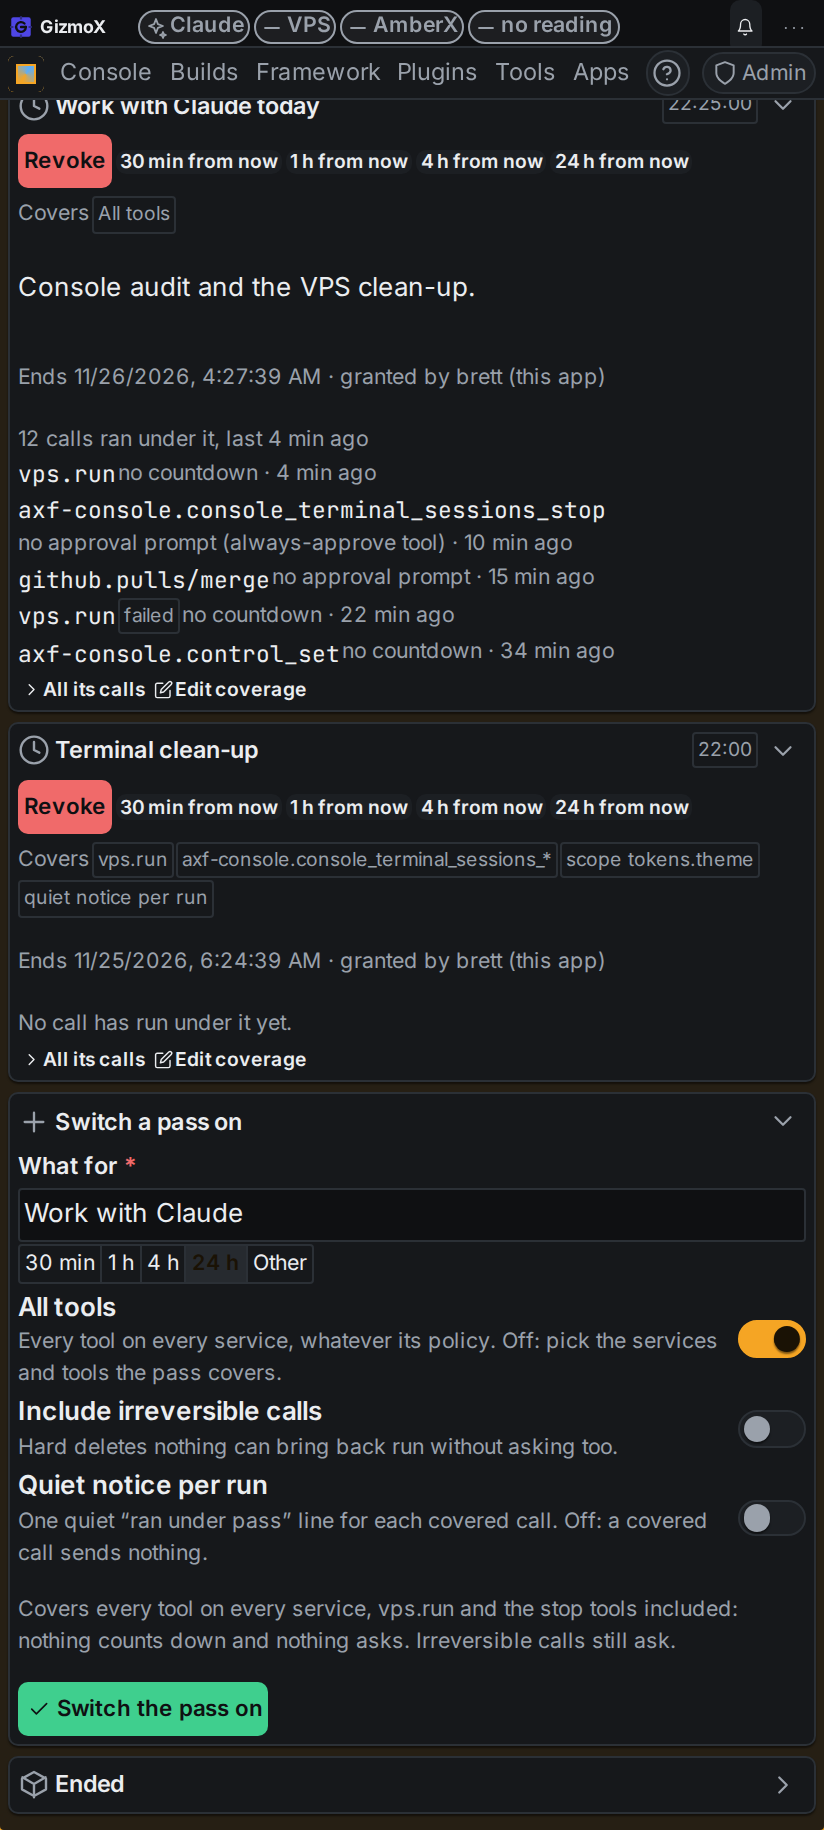 GizmoX Claude — VPS — AmberX — no reading ...
Console Builds Framework Plugins Tools Apps Admin
Work with Claude today 22:25:00
Revoke 30 min from now 1 h from now 4 h from now 24 h from now
Covers All tools
Console audit and the VPS clean-up.
Ends 11/26/2026, 4:27:39 AM · granted by brett (this app)
12 calls ran under it, last 4 min ago
vps.run no countdown · 4 min ago
axf-console.console_terminal_sessions_stop
no approval prompt (always-approve tool) · 10 min ago
github.pulls/merge no approval prompt · 15 min ago
vps.run failed no countdown · 22 min ago
axf-console.control_set no countdown · 34 min ago
All its calls Edit coverage
Terminal clean-up 22:00
Revoke 30 min from now 1 h from now 4 h from now 24 h from now
Covers vps.run axf-console.console_terminal_sessions_* scope tokens.theme
quiet notice per run
Ends 11/25/2026, 6:24:39 AM · granted by brett (this app)
No call has run under it yet.
All its calls Edit coverage
Switch a pass on
What for *
Work with Claude
30 min 1 h 4 h 24 h Other
All tools
Every tool on every service, whatever its policy. Off: pick the services
and tools the pass covers.
Include irreversible calls
Hard deletes nothing can bring back run without asking too.
Quiet notice per run
One quiet “ran under pass” line for each covered call. Off: a covered
call sends nothing.
Covers every tool on every service, vps.run and the stop tools included:
nothing counts down and nothing asks. Irreversible calls still ask.
Switch the pass on
Ended